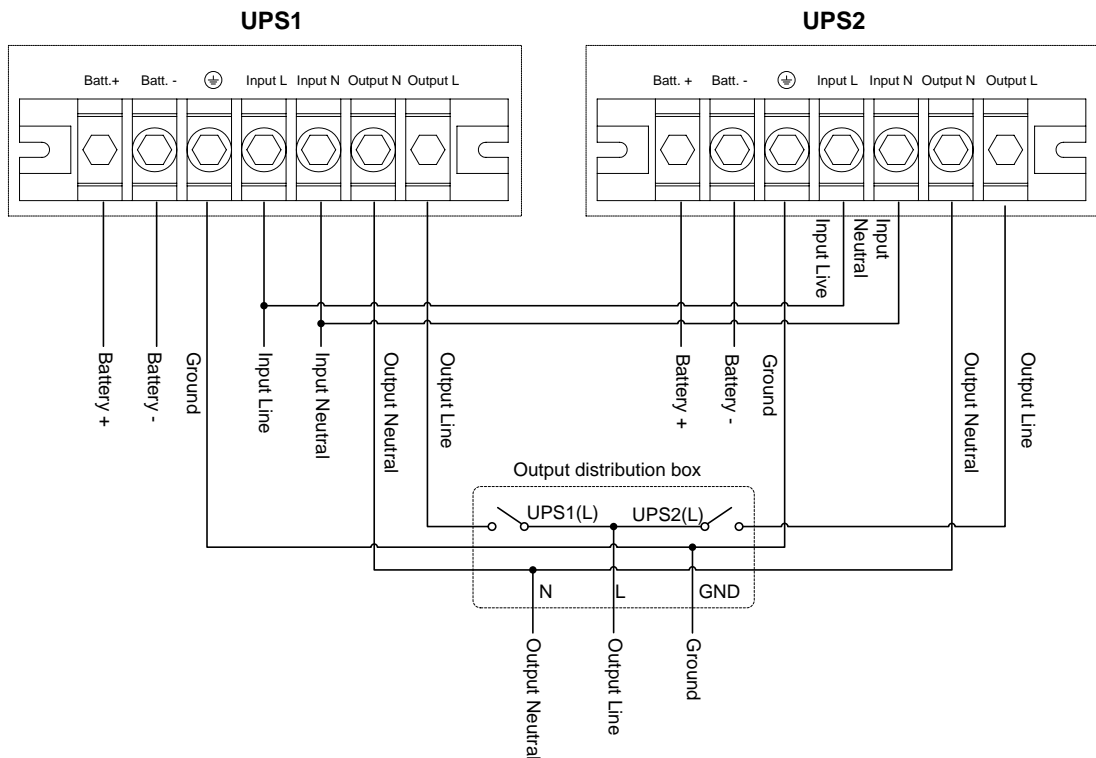 UPS1
UPS2
Batt.+ Batt. - Input L Input N Output N Output L
Batt. + Batt. - Input L Input N Output N Output L
Battery +
Battery -
Ground
Input Line
Input Neutral
Output Neutral
Output Line
Input Live
Input
Neutral
Battery +
Battery -
Ground
Output Neutral
Output Line
Output distribution box
UPS1(L) UPS2(L)
N L GND
Output Neutral
Output Line
Ground